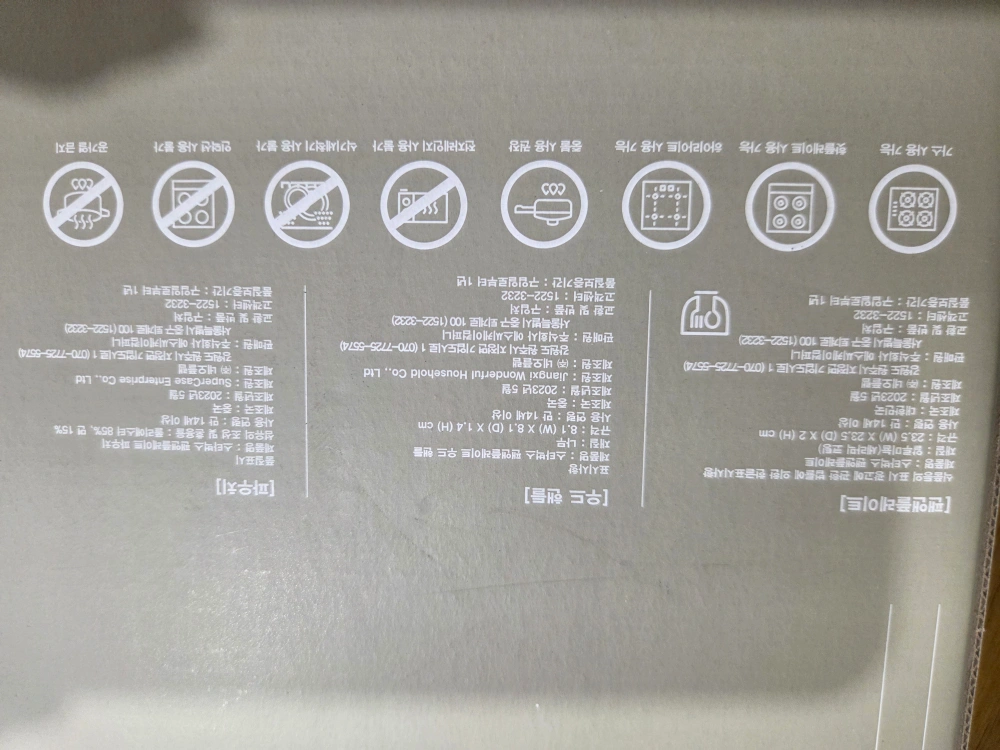 [팬앤플레이트]
식품등의 표시 광고에 관한 법률에 의한 한글표시사항
제품명 : 스타벅스 팬앤플레이트
재질 : 알루미늄(세라믹 코팅)
규격 : 23.5 (W) X 23.5 (D) X 2 (H) cm
사용 연령 : 만 14세 이상
제조국 : 대한민국
제조년월 : 2023년 5월
제조원 : ㈜ 네오플램
강원도 원주시 지정면 기업도시로 1 (070-7725-5574)
판매원 : 주식회사 에스씨케이컴퍼니
서울특별시 중구 퇴계로 100 (1522-3232)
교환 및 반품 : 구입처
고객센터 : 1522-3232
품질보증기간 : 구입일로부터 1년
[우드 핸들]
표시사항
제품명 : 스타벅스 팬앤플레이트 우드 핸들
재질 : 나무
규격 : 8.1 (W) X 8.1 (D) X 1.4 (H) cm
사용 연령 : 만 14세 이상
제조국 : 중국
제조년월 : 2023년 5월
제조원 : Jiangxi Wonderful Household Co., Ltd
제조원 : ㈜ 네오플램
강원도 원주시 지정면 기업도시로 1 (070-7725-5574)
판매원 : 주식회사 에스씨케이컴퍼니
서울특별시 중구 퇴계로 100 (1522-3232)
교환 및 반품 : 구입처
고객센터 : 1522-3232
품질보증기간 : 구입일로부터 1년
[파우치]
품질표시
제품명 : 스타벅스 팬앤플레이트 파우치
섬유의 조성 및 혼용율 : 폴리에스터 85%, 면 15%
사용 연령 : 만 14세 이상
제조국 : 중국
제조년월 : 2023년 5월
제조원 : SuperCase Enterprise Co., Ltd
제조원 : ㈜ 네오플램
강원도 원주시 지정면 기업도시로 1 (070-7725-5574)
판매원 : 주식회사 에스씨케이컴퍼니
서울특별시 중구 퇴계로 100 (1522-3232)
교환 및 반품 : 구입처
고객센터 : 1522-3232
품질보증기간 : 구입일로부터 1년
가스 사용 가능
핫플레이트 사용 가능
하이라이트 사용 가능
중불 사용 권장
전자레인지 사용 불가
식기세척기 사용 불가
인덕션 사용 불가
공가열 금지